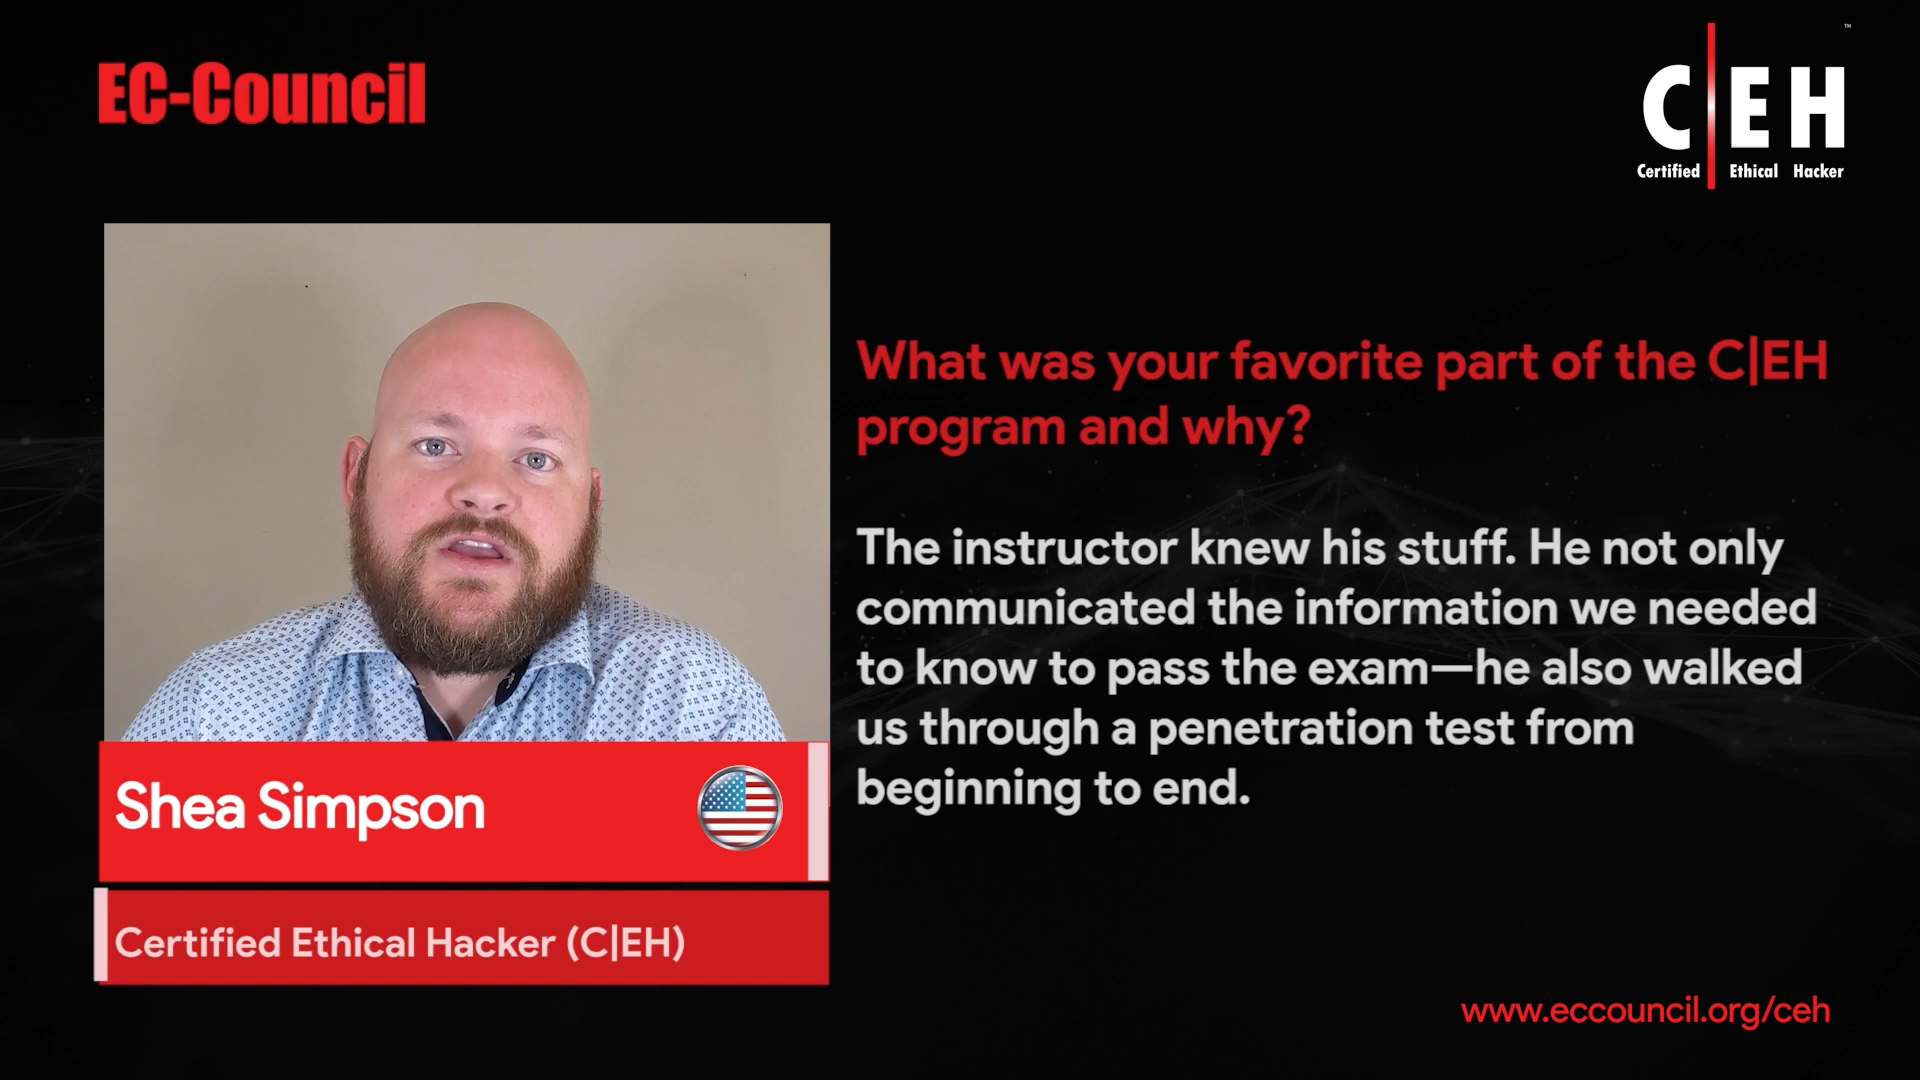 EC-Council
™
C|EH
Certified Ethical Hacker
What was your favorite part of the C|EH
program and why?
The instructor knew his stuff. He not only
communicated the information we needed
to know to pass the exam—he also walked
us through a penetration test from
beginning to end.
Shea Simpson
Certified Ethical Hacker (C|EH)
www.eccouncil.org/ceh